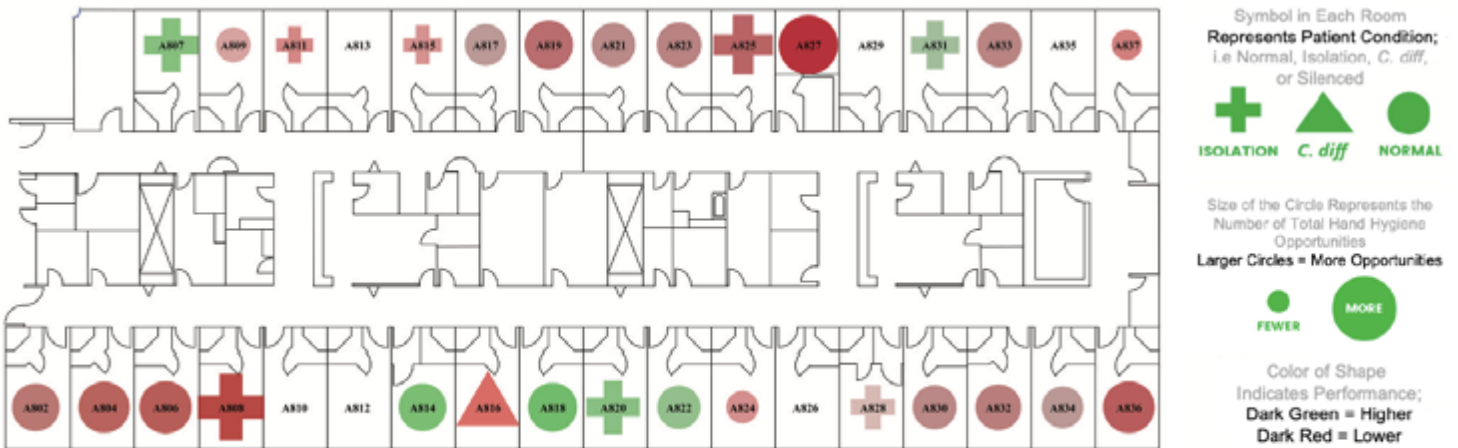 A807 A809 A811 A813 A815 A817 A819 A821 A823 A825 A827 A829 A831 A833 A835 A837
A802 A804 A806 A808 A810 A812 A814 A816 A818 A820 A822 A824 A826 A828 A830 A832 A834 A836
Symbol in Each Room
Represents Patient Condition;
i.e Normal, Isolation, C. diff,
or Silenced
ISOLATION C. diff NORMAL
Size of the Circle Represents the
Number of Total Hand Hygiene
Opportunities
Larger Circles = More Opportunities
FEWER MORE
Color of Shape
Indicates Performance;
Dark Green = Higher
Dark Red = Lower